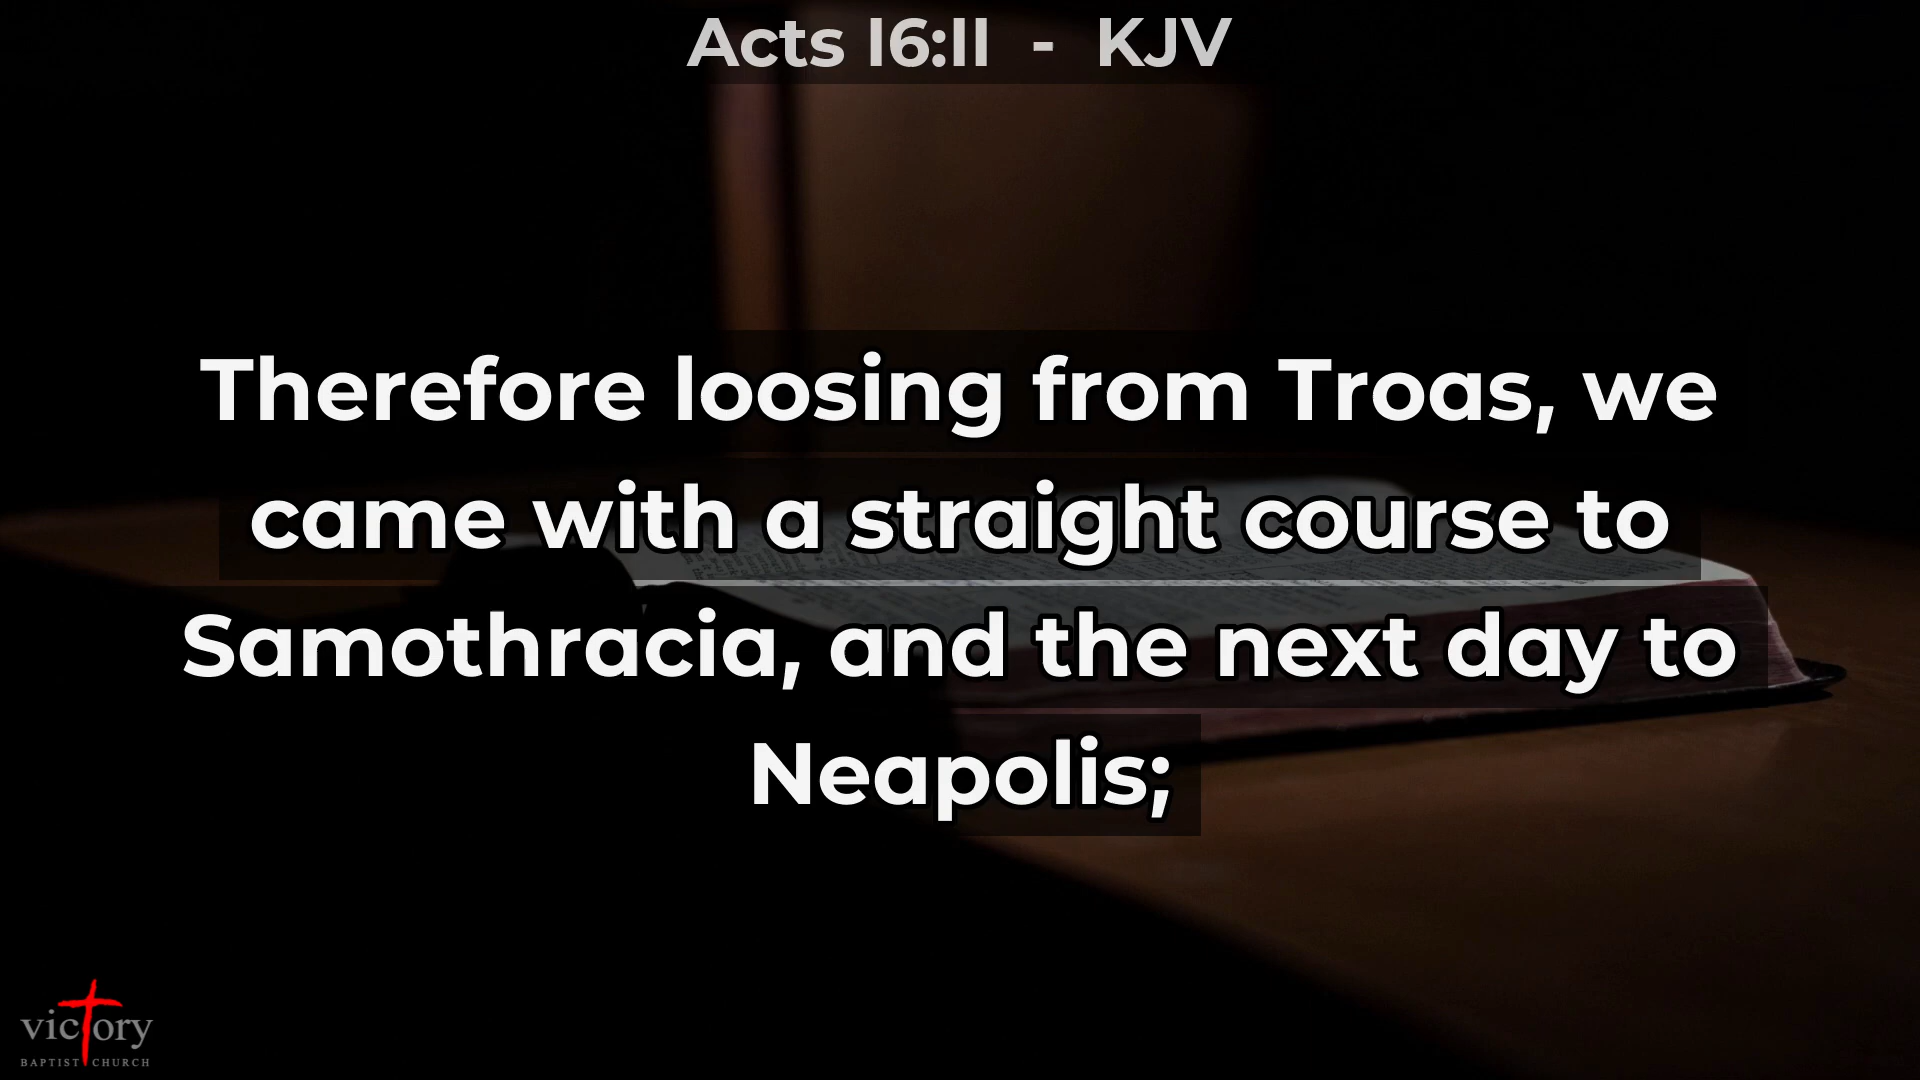 Acts 16:11 - KJV
Therefore loosing from Troas, we
came with a straight course to
Samothracia, and the next day to
Neapolis;
victory
BAPTIST CHURCH